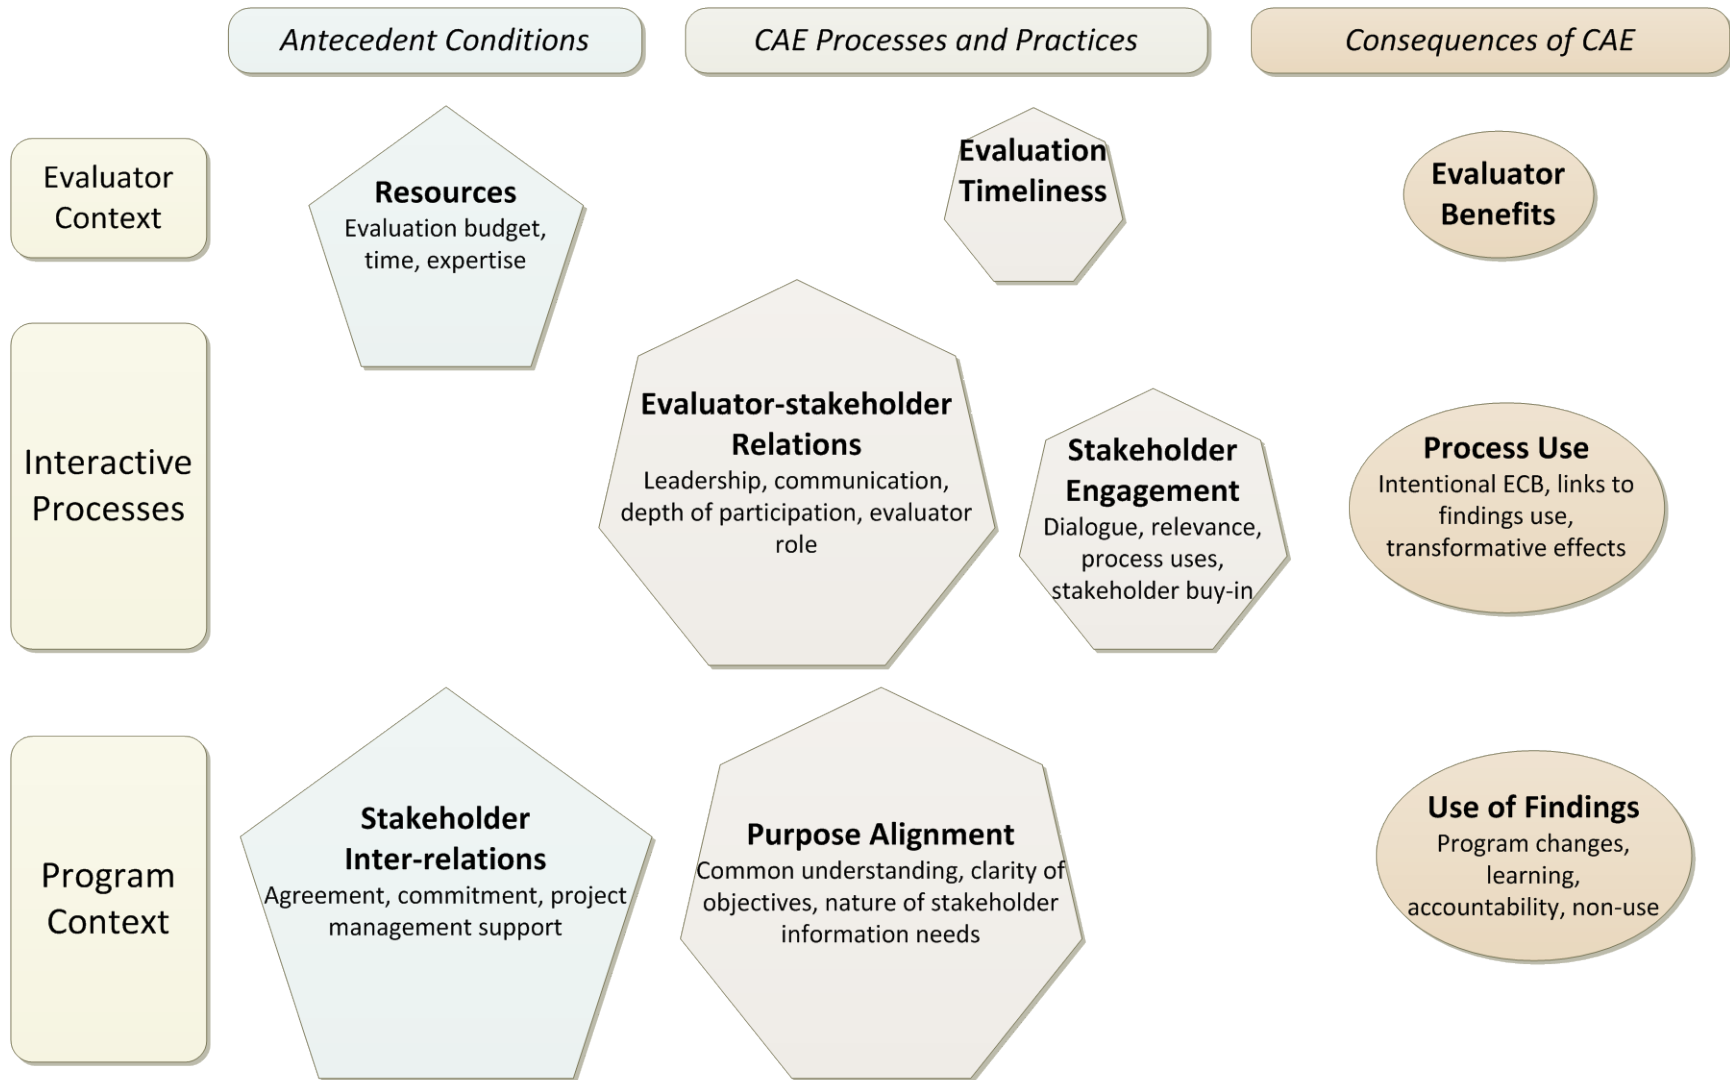 Antecedent Conditions
CAE Processes and Practices
Consequences of CAE
Evaluator
Context
Resources
Evaluation budget,
time, expertise
Evaluation
Timeliness
Evaluator
Benefits
Interactive
Processes
Evaluator-stakeholder
Relations
Leadership, communication,
depth of participation, evaluator
role
Stakeholder
Engagement
Dialogue, relevance,
process uses,
stakeholder buy-in
Process Use
Intentional ECB, links to
findings use,
transformative effects
Program
Context
Stakeholder
Inter-relations
Agreement, commitment, project
management support
Purpose Alignment
Common understanding, clarity of
objectives, nature of stakeholder
information needs
Use of Findings
Program changes,
learning,
accountability, non-use